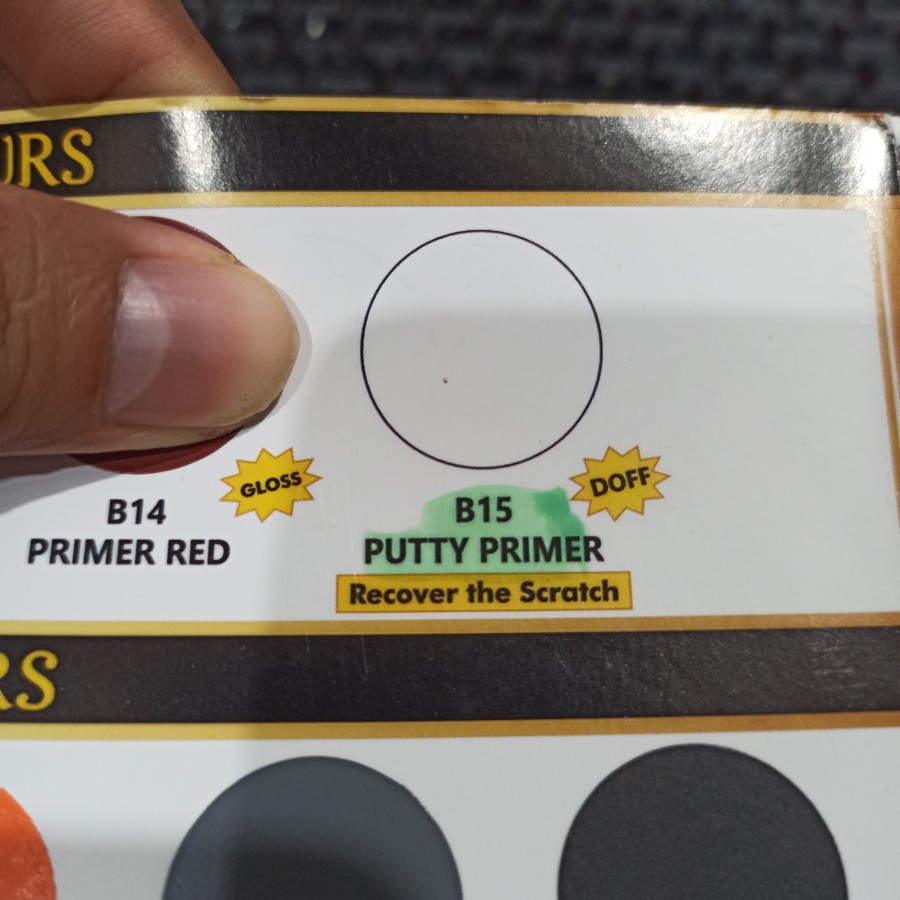 URS
GLOSS
B14
PRIMER RED
DOFF
B15
PUTTY PRIMER
Recover the Scratch
RS